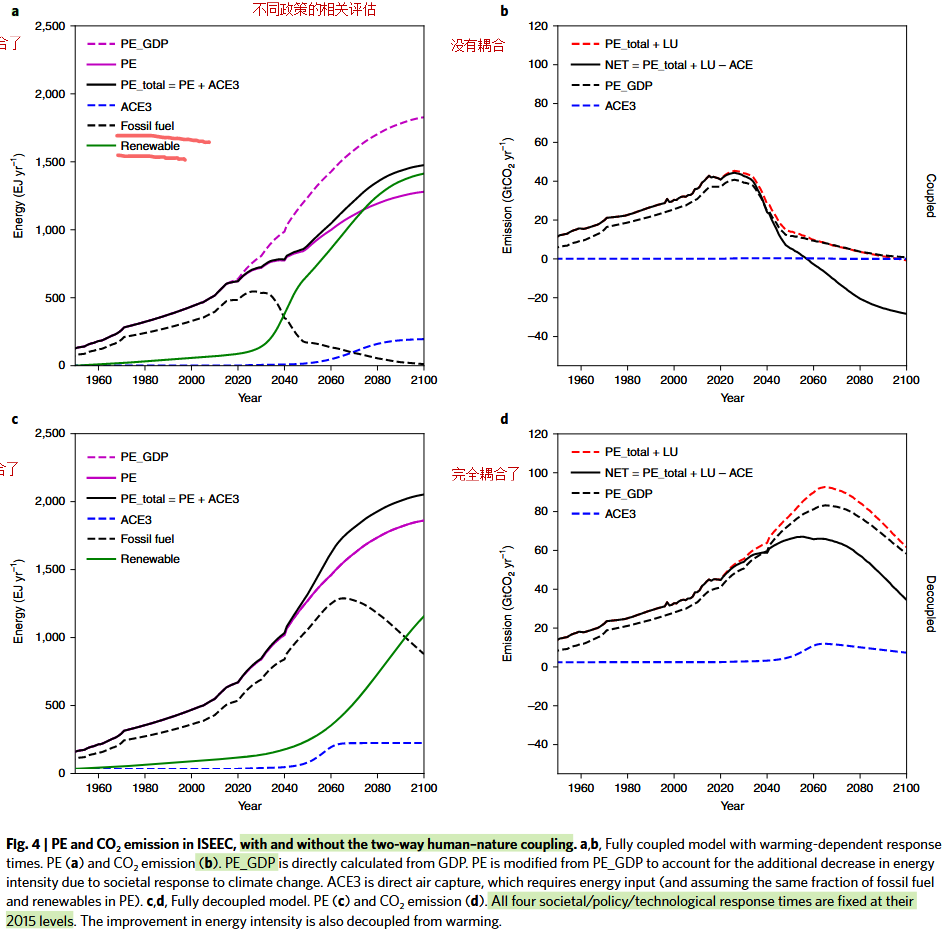 不同政策的相关评估
a
b
合了
没有耦合
2,500
2,000
1,500
1,000
500
0
Energy (EJ yr⁻¹)
PE_GDP
PE
PE_total = PE + ACE3
ACE3
Fossil fuel
Renewable
1960 1980 2000 2020 2040 2060 2080 2100
Year
120
100
80
60
40
20
0
−20
−40
Emission (GtCO₂ yr⁻¹)
PE_total + LU
NET = PE_total + LU − ACE
PE_GDP
ACE3
1960 1980 2000 2020 2040 2060 2080 2100
Year
Coupled
c
d
合了
完全耦合了
2,500
2,000
1,500
1,000
500
0
Energy (EJ yr⁻¹)
PE_GDP
PE
PE_total = PE + ACE3
ACE3
Fossil fuel
Renewable
1960 1980 2000 2020 2040 2060 2080 2100
Year
120
100
80
60
40
20
0
−20
−40
Emission (GtCO₂ yr⁻¹)
PE_total + LU
NET = PE_total + LU − ACE
PE_GDP
ACE3
1960 1980 2000 2020 2040 2060 2080 2100
Year
Decoupled
Fig. 4 | PE and CO₂ emission in ISEEC, with and without the two-way human–nature coupling. a,b, Fully coupled model with warming-dependent response
times. PE (a) and CO₂ emission (b). PE_GDP is directly calculated from GDP. PE is modified from PE_GDP to account for the additional decrease in energy
intensity due to societal response to climate change. ACE3 is direct air capture, which requires energy input (and assuming the same fraction of fossil fuel
and renewables in PE). c,d, Fully decoupled model. PE (c) and CO₂ emission (d). All four societal/policy/technological response times are fixed at their
2015 levels. The improvement in energy intensity is also decoupled from warming.